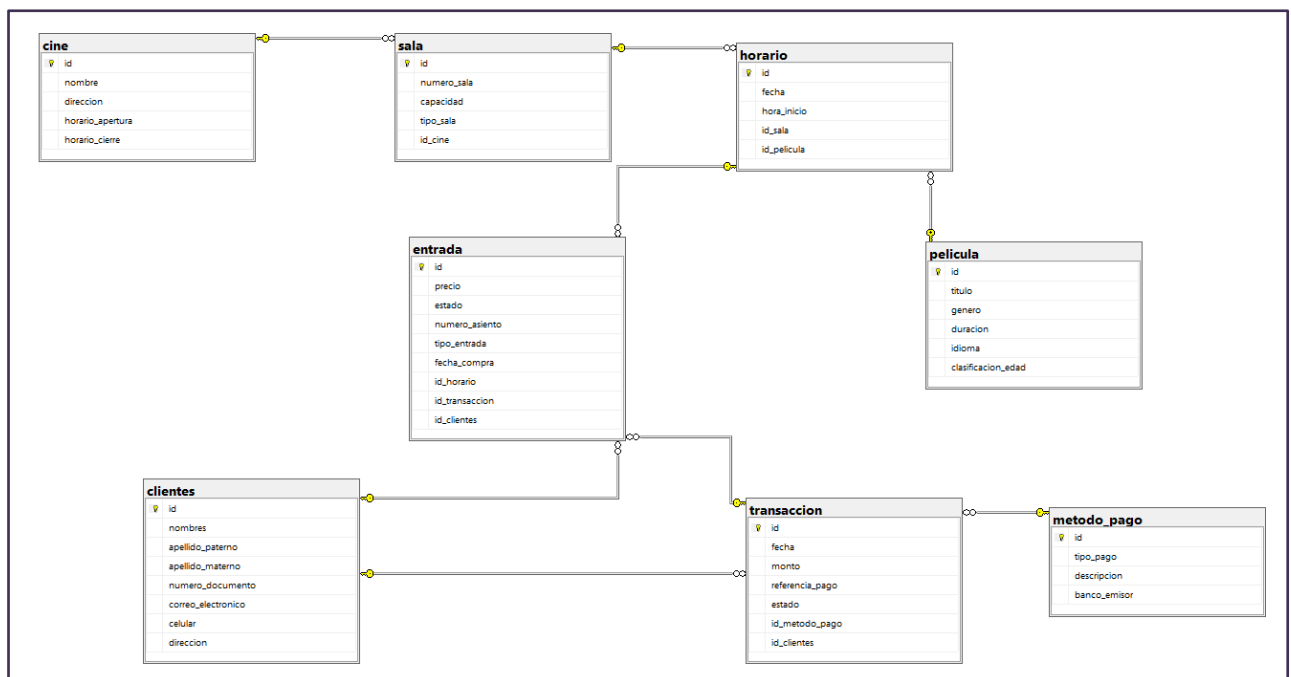 cine
id
nombre
direccion
horario_apertura
horario_cierre
sala
id
numero_sala
capacidad
tipo_sala
id_cine
horario
id
fecha
hora_inicio
id_sala
id_pelicula
entrada
id
precio
estado
numero_asiento
tipo_entrada
fecha_compra
id_horario
id_transaccion
id_clientes
pelicula
id
titulo
genero
duracion
idioma
clasificacion_edad
clientes
id
nombres
apellido_paterno
apellido_materno
numero_documento
correo_electronico
celular
direccion
transaccion
id
fecha
monto
referencia_pago
estado
id_metodo_pago
id_clientes
metodo_pago
id
tipo_pago
descripcion
banco_emisor